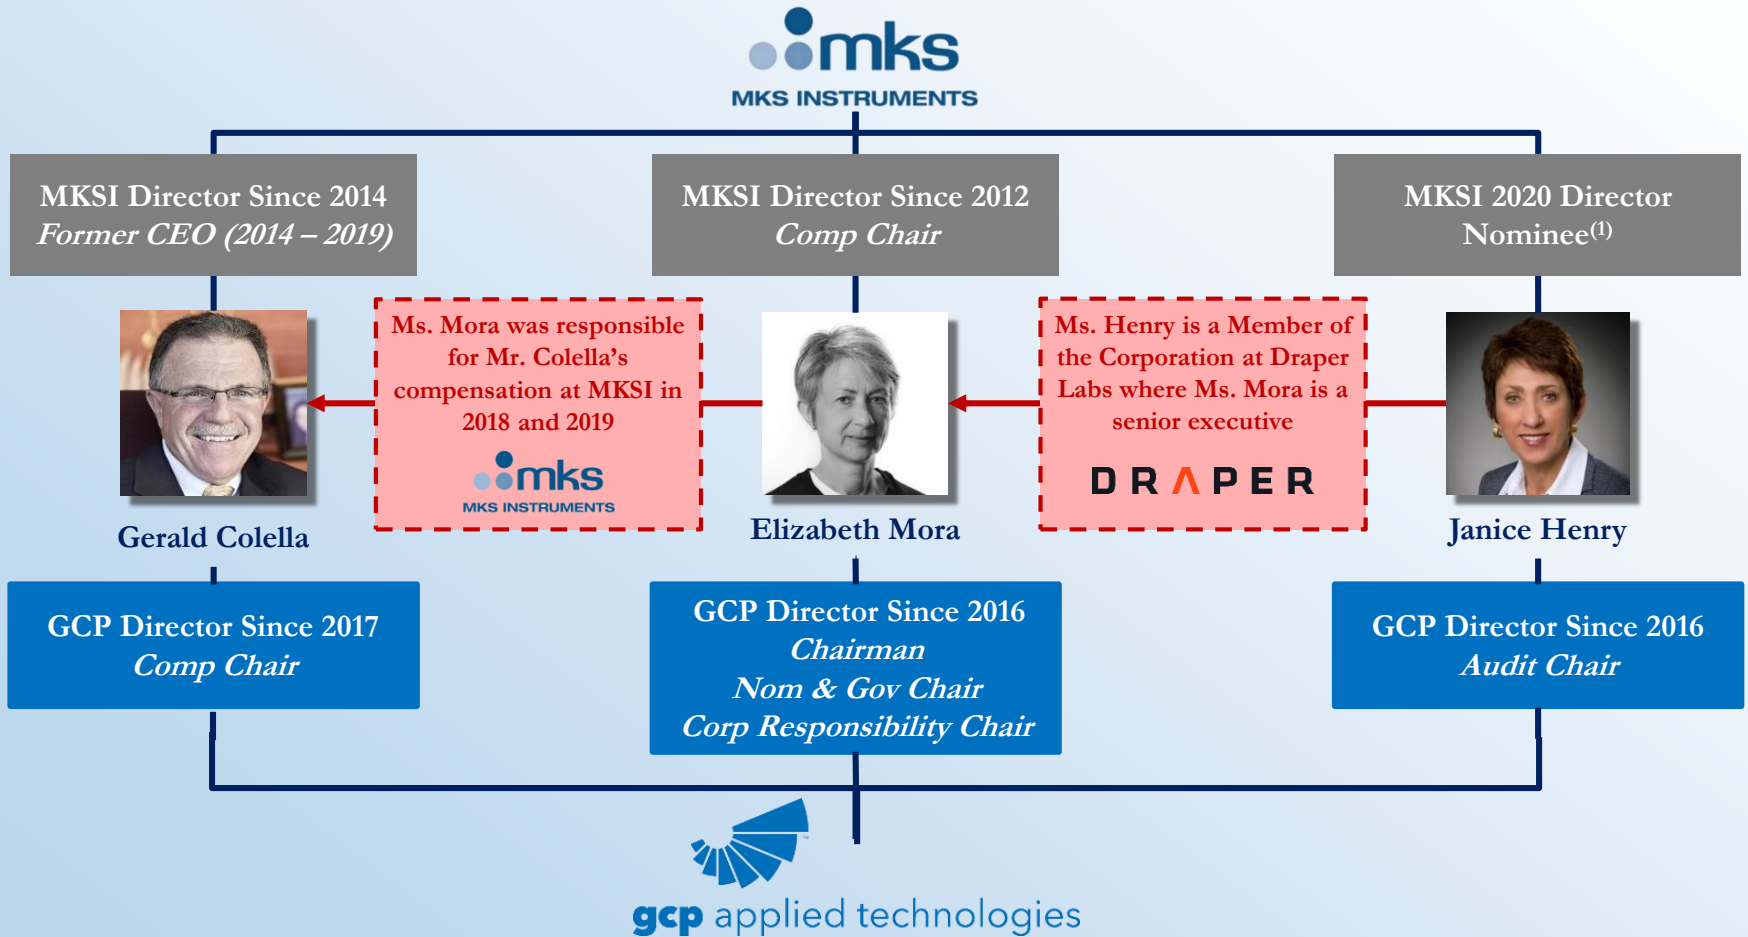 mks
MKS INSTRUMENTS
MKSI Director Since 2014
Former CEO (2014 – 2019)
MKSI Director Since 2012
Comp Chair
MKSI 2020 Director
Nominee(1)
Ms. Mora was responsible
for Mr. Colella’s
compensation at MKSI in
2018 and 2019
mks
MKS INSTRUMENTS
Ms. Henry is a Member of
the Corporation at Draper
Labs where Ms. Mora is a
senior executive
DRAPER
Gerald Colella
Elizabeth Mora
Janice Henry
GCP Director Since 2017
Comp Chair
GCP Director Since 2016
Chairman
Nom & Gov Chair
Corp Responsibility Chair
GCP Director Since 2016
Audit Chair
™
gcp applied technologies